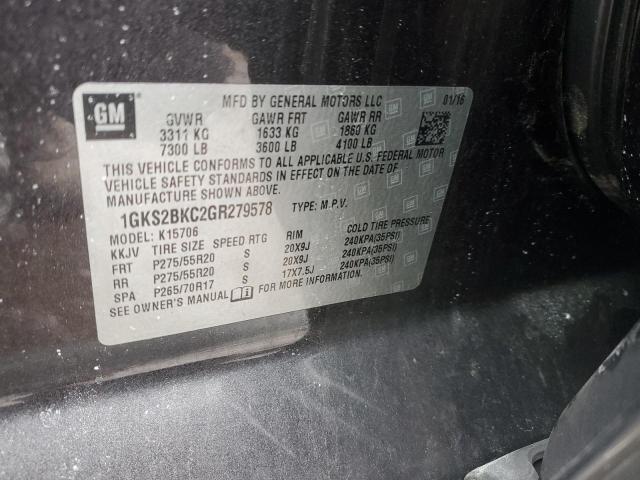 GM
MFD BY GENERAL MOTORS LLC 01/16
GVWR GAWR FRT GAWR RR
3311 KG 1633 KG 1860 KG
7300 LB 3600 LB 4100 LB
THIS VEHICLE CONFORMS TO ALL APPLICABLE U.S. FEDERAL MOTOR
VEHICLE SAFETY STANDARDS IN EFFECT ON THE DATE OF
MANUFACTURE SHOWN ABOVE.
1GKS2BKC2GR279578 TYPE: M.P.V.
MODEL: K15706
KKJV TIRE SIZE SPEED RTG RIM COLD TIRE PRESSURE
FRT P275/55R20 S 20X9J 240KPA(35PSI)
RR P275/55R20 S 20X9J 240KPA(35PSI)
SPA P265/70R17 S 17X7.5J 240KPA(35PSI)
SEE OWNER'S MANUAL FOR MORE INFORMATION.